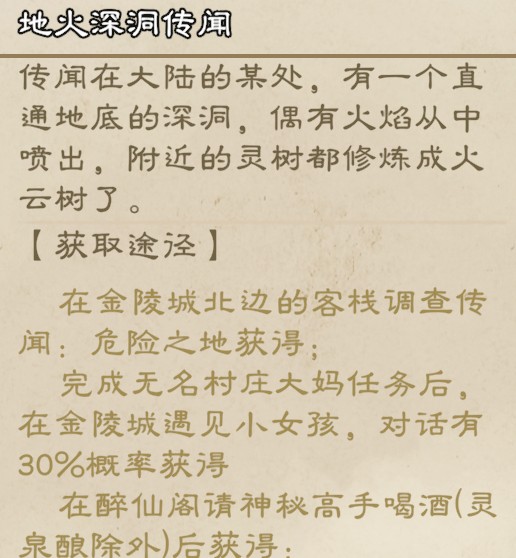 地火深洞传闻
传闻在大陆的某处，有一个直
通地底的深洞，偶有火焰从中
喷出，附近的灵树都修炼成火
云树了。
【获取途径】
在金陵城北边的客栈调查传
闻：危险之地获得；
完成无名村庄大妈任务后，
在金陵城遇见小女孩，对话有
30%概率获得
在醉仙阁请神秘高手喝酒(灵
泉酿除外)后获得；